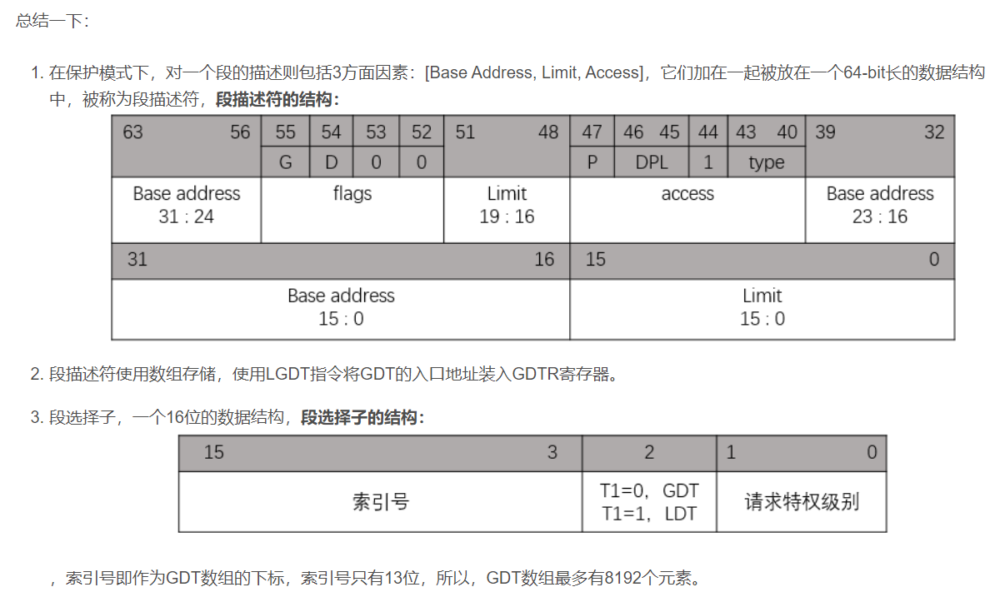 总结一下：
1. 在保护模式下，对一个段的描述则包括3方面因素：[Base Address, Limit, Access]，它们加在一起被放在一个64-bit长的数据结构
中，被称为段描述符，段描述符的结构：
63 56 55 54 53 52 51 48 47 46 45 44 43 40 39 32
G D 0 0 P DPL 1 type
Base address flags Limit access Base address
31 : 24 19 : 16 23 : 16
31 16 15 0
Base address Limit
15 : 0 15 : 0
2. 段描述符使用数组存储，使用LGDT指令将GDT的入口地址装入GDTR寄存器。
3. 段选择子，一个16位的数据结构，段选择子的结构：
15 3 2 1 0
索引号 T1=0，GDT 请求特权级别
T1=1，LDT
，索引号即作为GDT数组的下标，索引号只有13位，所以，GDT数组最多有8192个元素。